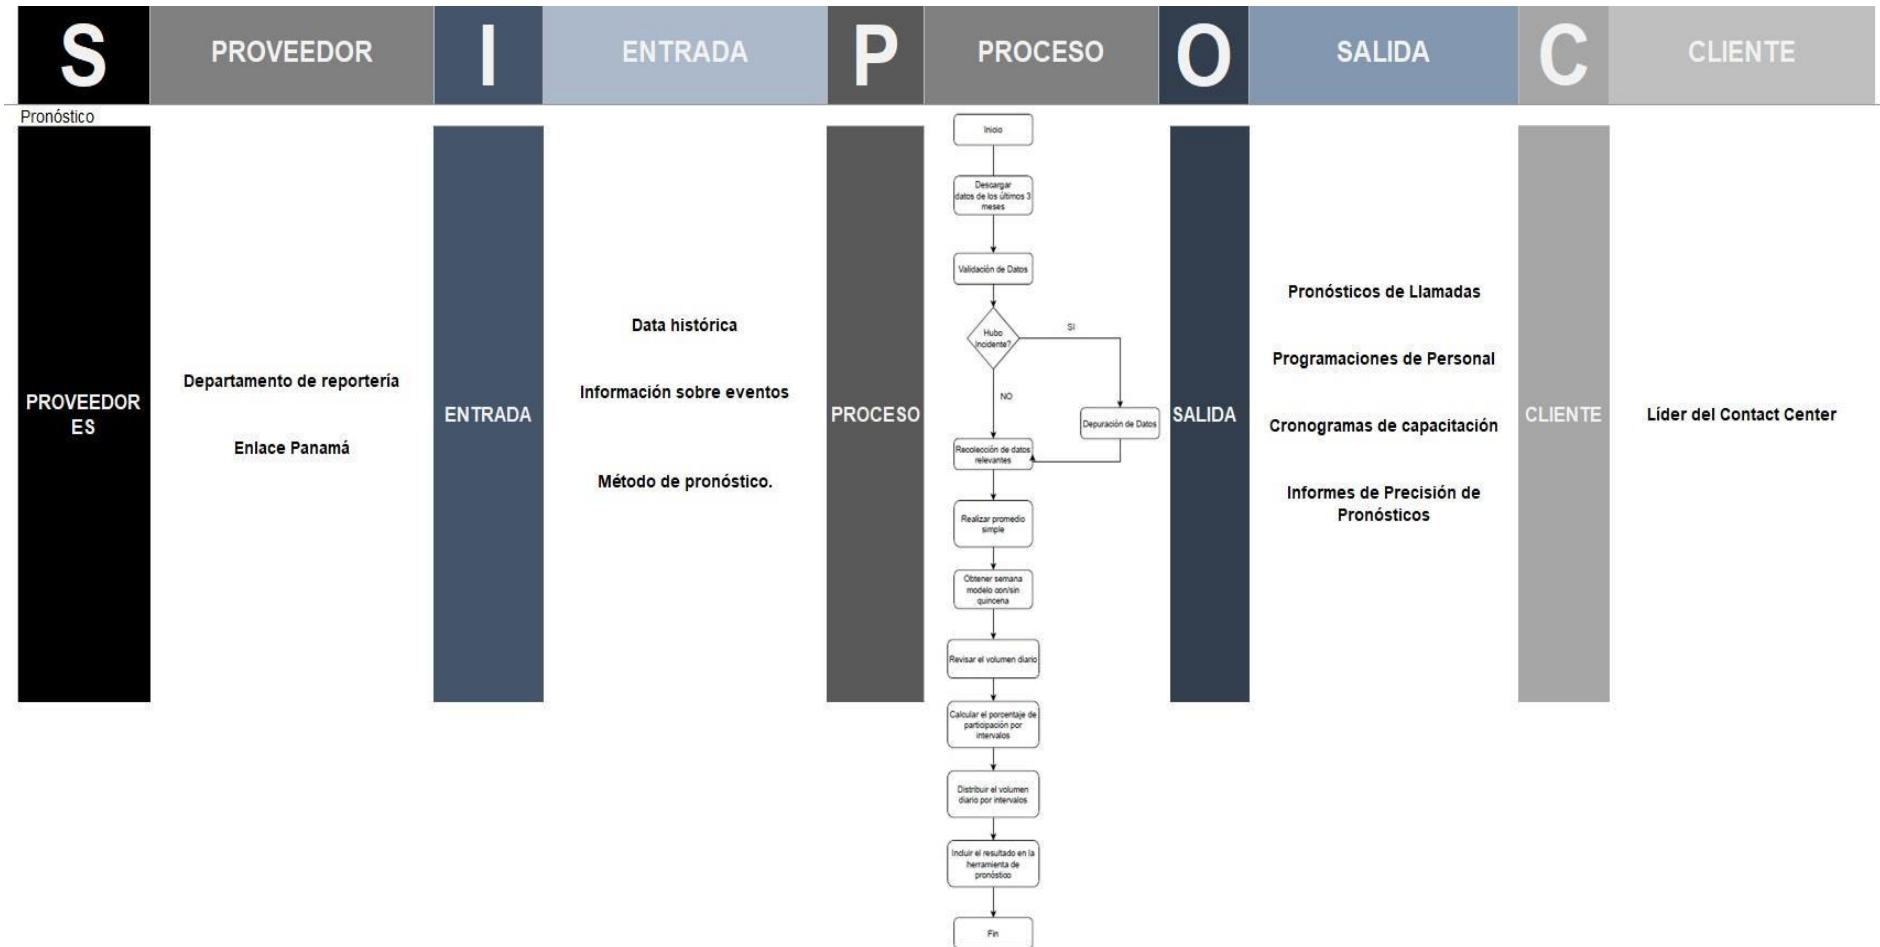 S PROVEEDOR I ENTRADA P PROCESO O SALIDA C CLIENTE
Pronóstico
PROVEEDOR
ES
Departamento de reportería
Enlace Panamá
ENTRADA
Data histórica
Información sobre eventos
Método de pronóstico.
PROCESO
Inicio
Descargar
datos de los últimos 3
meses
Validación de Datos
Hubo
Incidente?
SI
NO
Depuración de Datos
Recolección de datos
relevantes
Realizar promedio
simple
Obtener semana
modelo con/sin
quincena
Revisar el volumen diario
Calcular el porcentaje de
participación por
intervalos
Distribuir el volumen
diario por intervalos
Incluir el resultado en la
herramienta de
pronóstico
Fin
SALIDA
Pronósticos de Llamadas
Programaciones de Personal
Cronogramas de capacitación
Informes de Precisión de
Pronósticos
CLIENTE
Líder del Contact Center